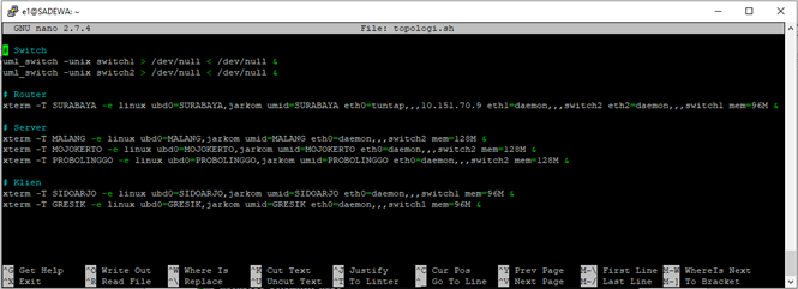 e1@SADEWA: ~
GNU nano 2.7.4 File: topologi.sh
# Switch
uml_switch -unix switch1 > /dev/null < /dev/null &
uml_switch -unix switch2 > /dev/null < /dev/null &
# Router
xterm -T SURABAYA -e linux ubd0=SURABAYA,jarkom umid=SURABAYA eth0=tuntap,,,10.151.70.9 eth1=daemon,,,switch2 eth2=daemon,,,switch1 mem=96M &
# Server
xterm -T MALANG -e linux ubd0=MALANG,jarkom umid=MALANG eth0=daemon,,,switch2 mem=128M &
xterm -T MOJOKERTO -e linux ubd0=MOJOKERTO,jarkom umid=MOJOKERTO eth0=daemon,,,switch2 mem=128M &
xterm -T PROBOLINGGO -e linux ubd0=PROBOLINGGO,jarkom umid=PROBOLINGGO eth0=daemon,,,switch2 mem=128M &
# Klien
xterm -T SIDOARJO -e linux ubd0=SIDOARJO,jarkom umid=SIDOARJO eth0=daemon,,,switch1 mem=96M &
xterm -T GRESIK -e linux ubd0=GRESIK,jarkom umid=GRESIK eth0=daemon,,,switch1 mem=96M &
^G Get Help ^O Write Out ^W Where Is ^K Cut Text ^J Justify ^C Cur Pos ^Y Prev Page M-\ First Line M-W WhereIs Next
^X Exit ^R Read File ^\ Replace ^U Uncut Text ^T To Linter ^_ Go To Line ^V Next Page M-/ Last Line M-] To Bracket